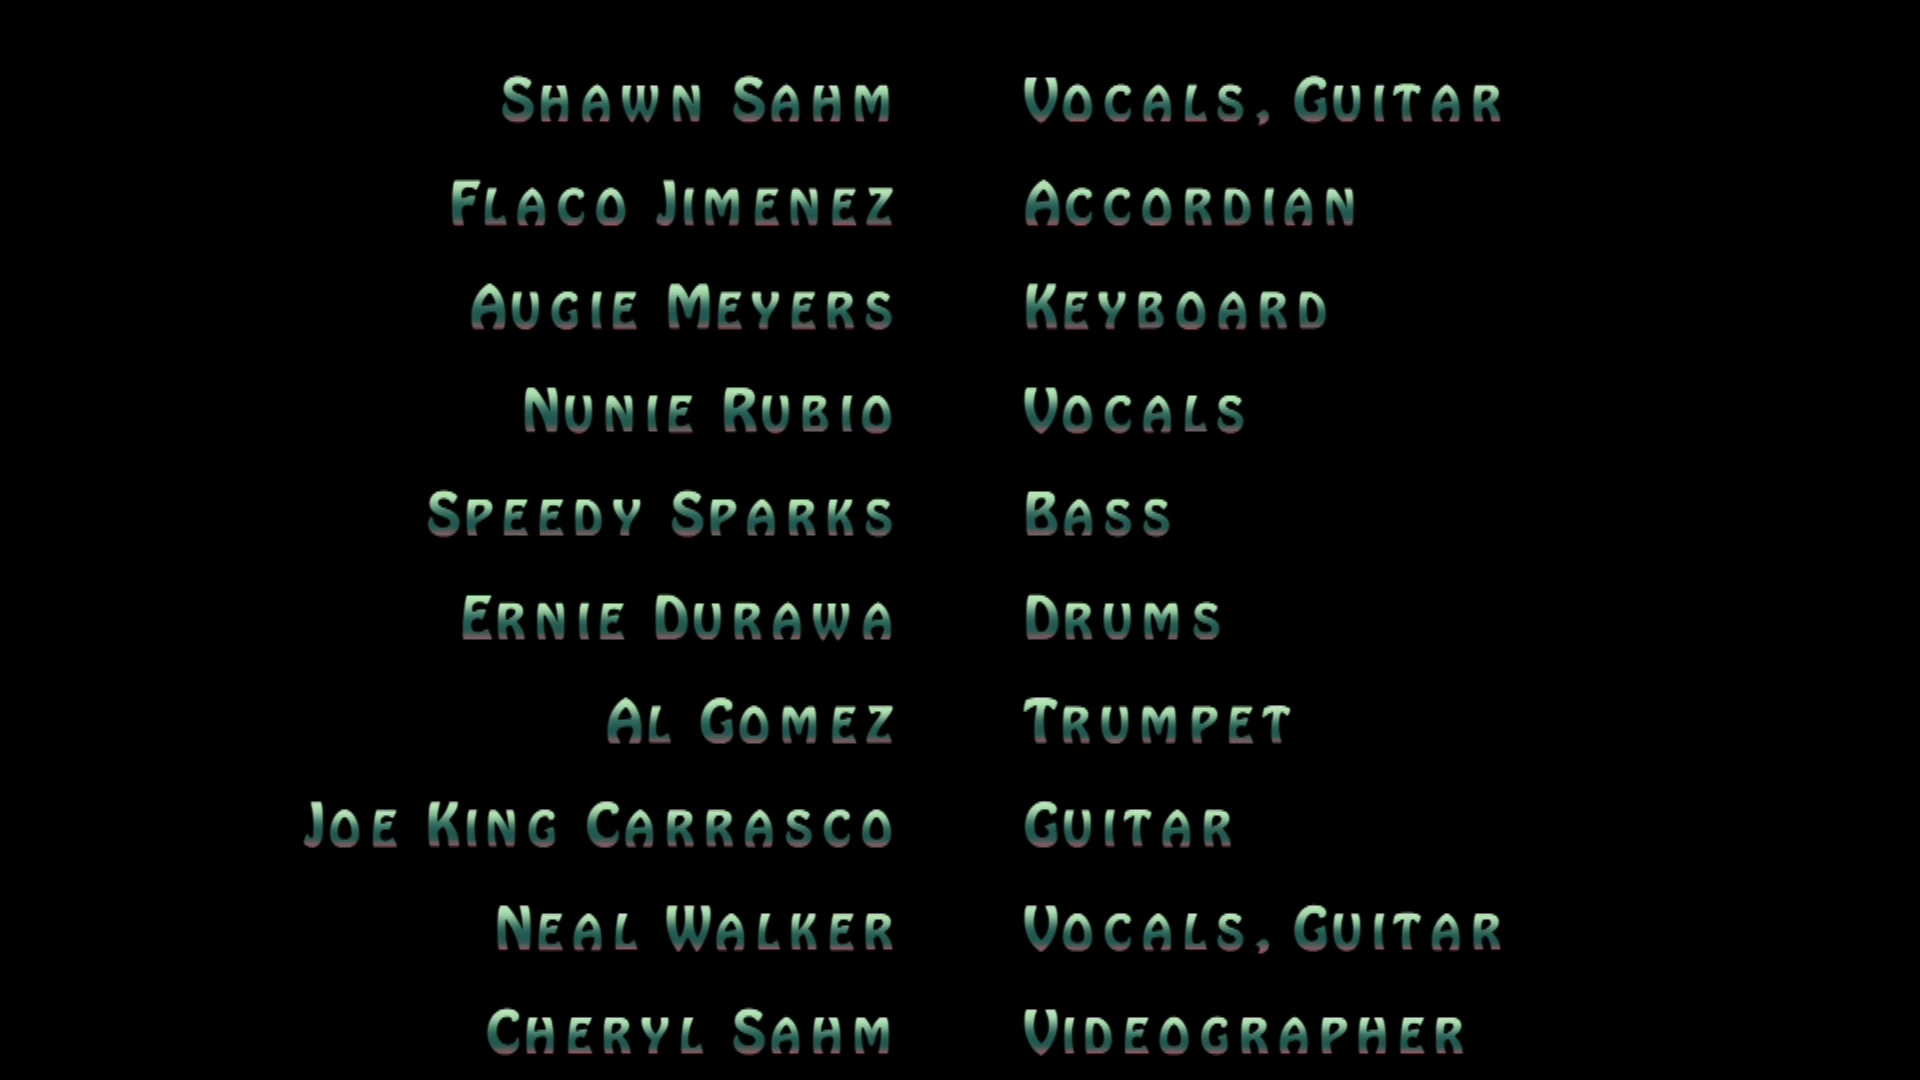 Shawn Sahm Vocals, Guitar
Flaco Jimenez Accordian
Augie Meyers Keyboard
Nunie Rubio Vocals
Speedy Sparks Bass
Ernie Durawa Drums
Al Gomez Trumpet
Joe King Carrasco Guitar
Neal Walker Vocals, Guitar
Cheryl Sahm Videographer